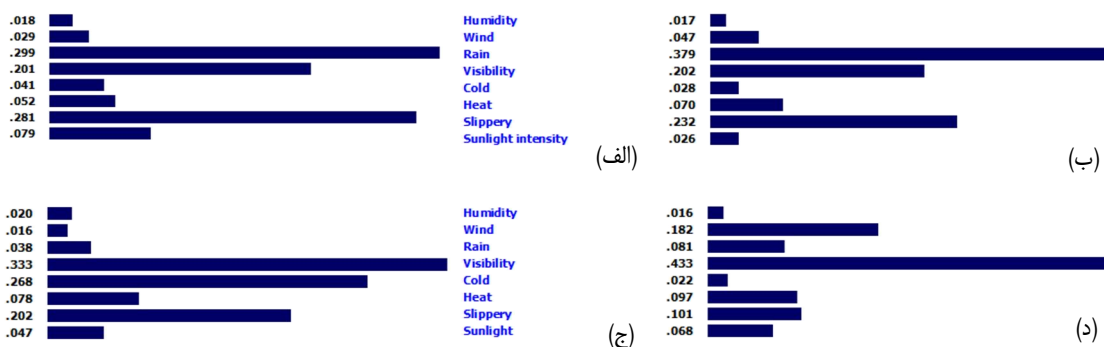 .018 Humidity .017
.029 Wind .047
.299 Rain .379
.201 Visibility .202
.041 Cold .028
.052 Heat .070
.281 Slippery .232
.079 Sunlight intensity .026
(الف) (ب)
.020 Humidity .016
.016 Wind .182
.038 Rain .081
.333 Visibility .433
.268 Cold .022
.078 Heat .097
.202 Slippery .101
.047 Sunlight .068
(ج) (د)